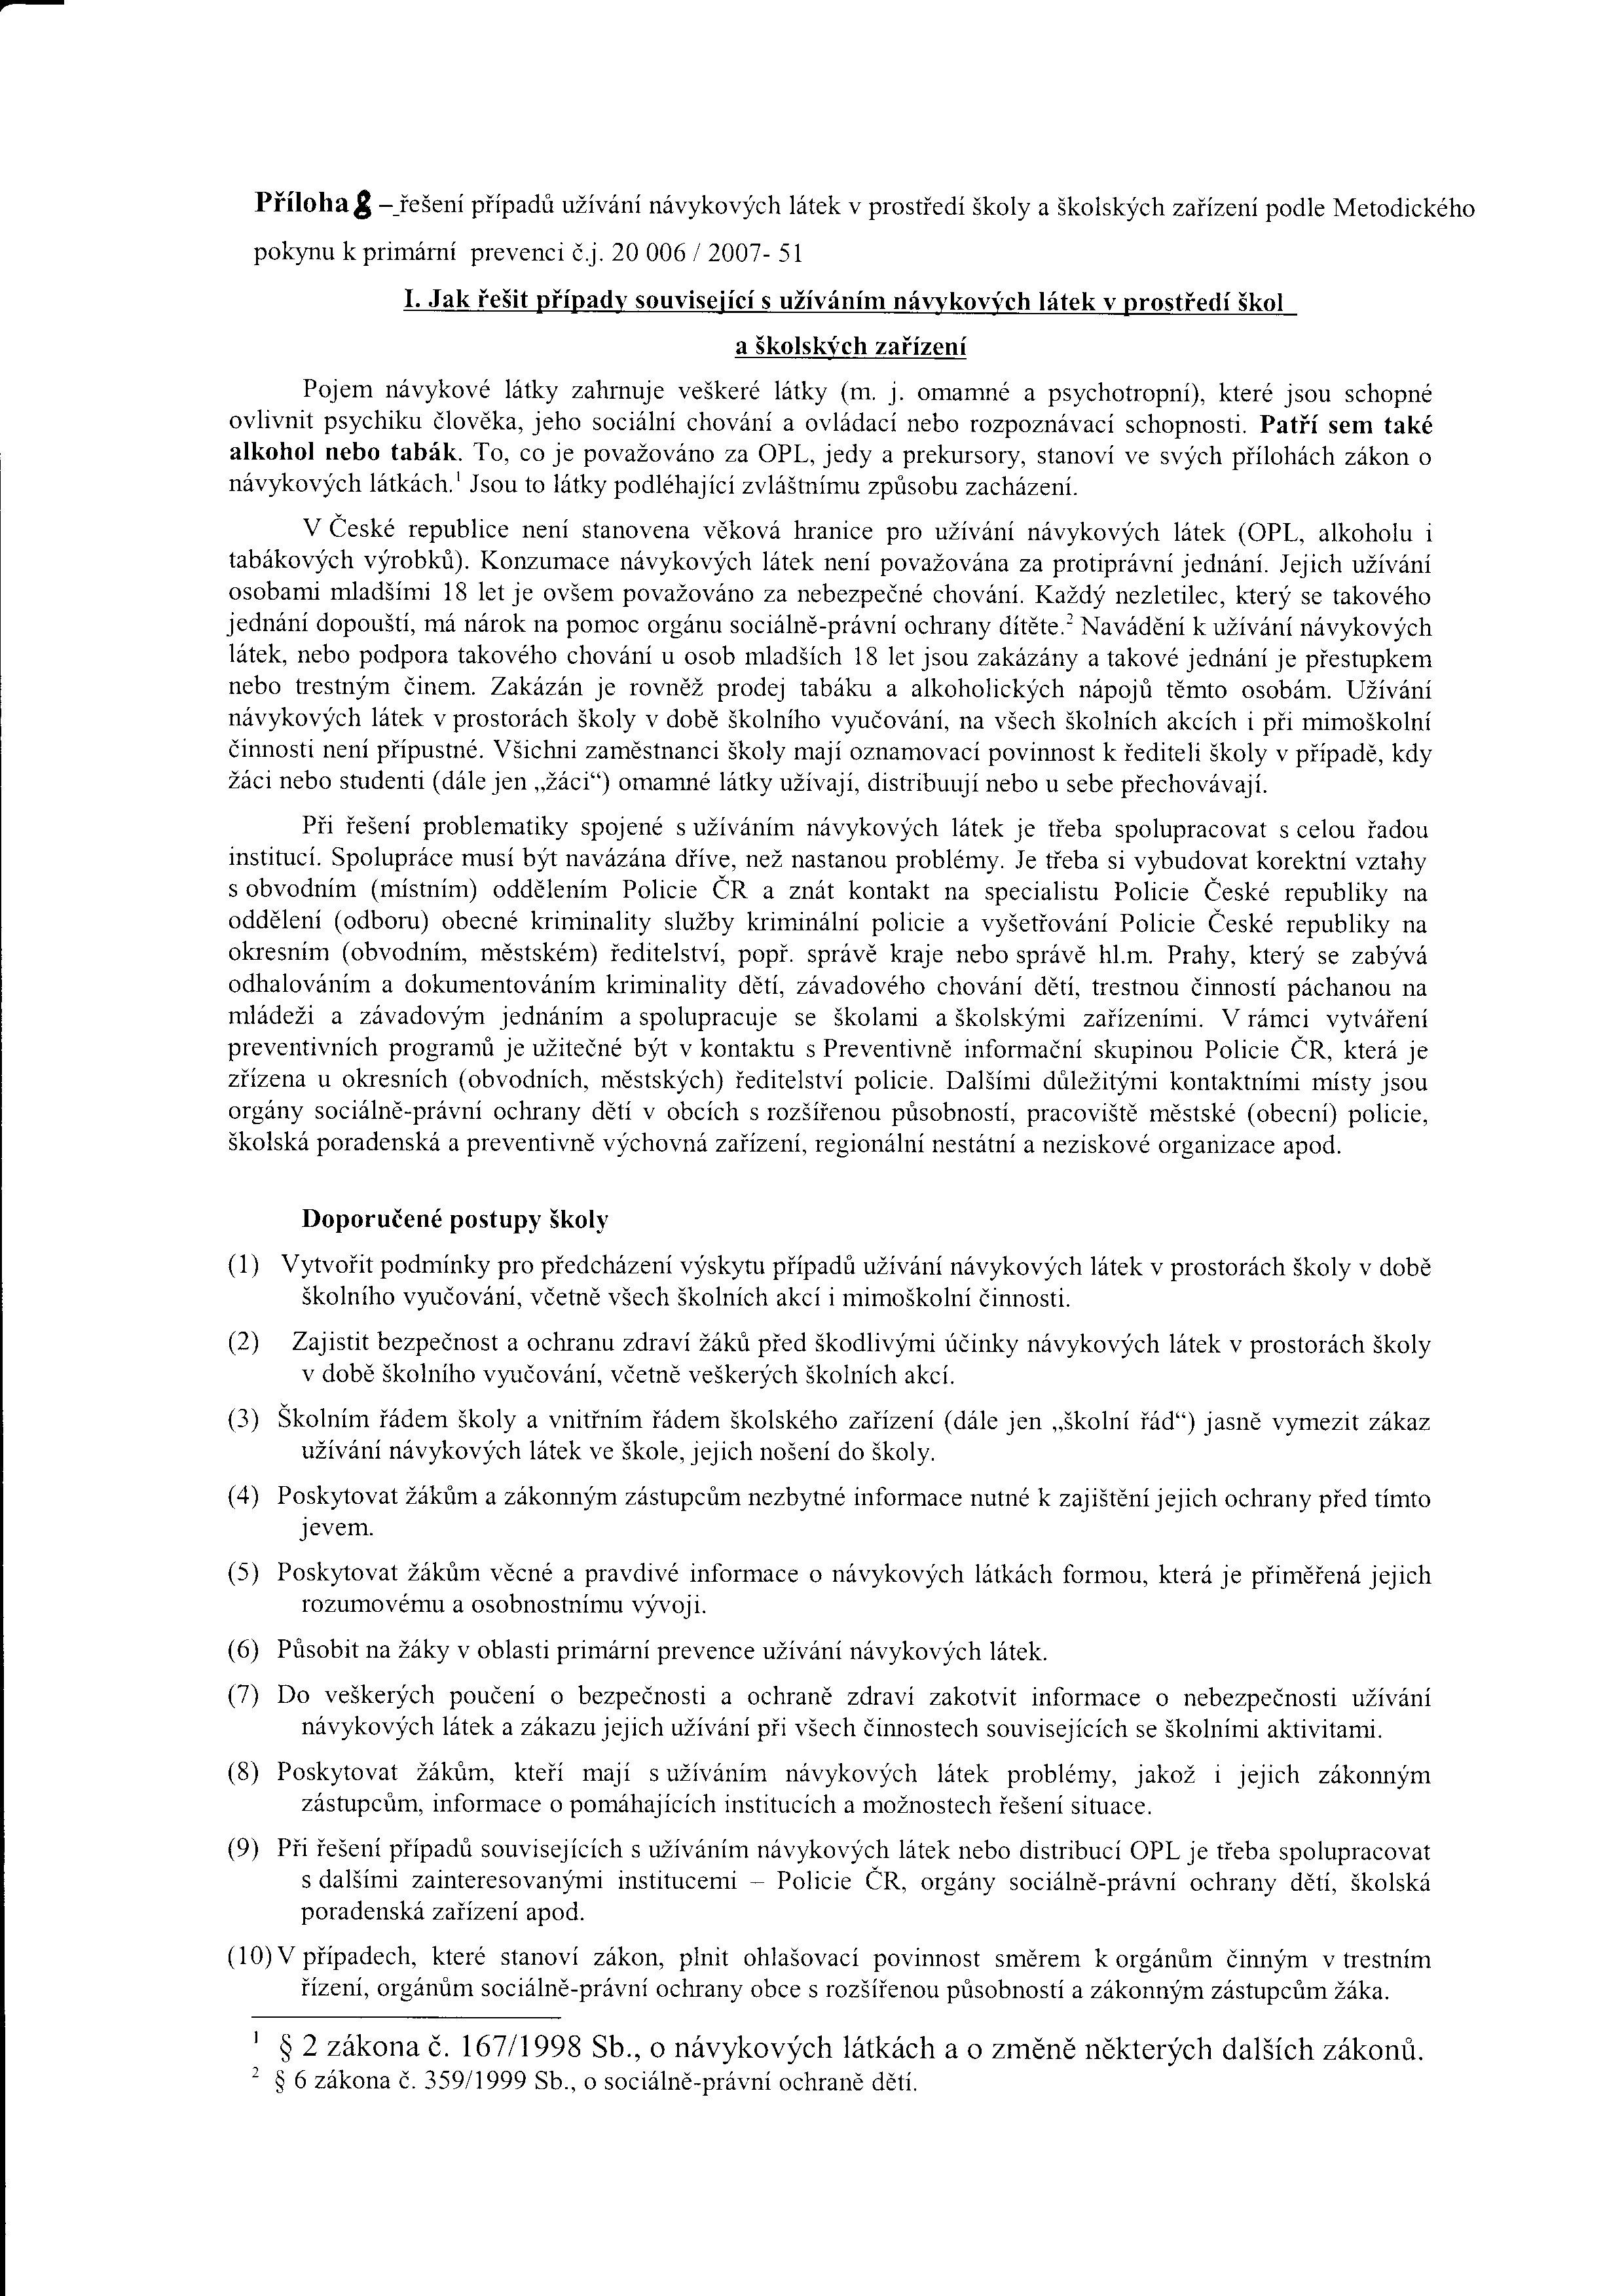 Příloha 8 – řešení případů užívání návykových látek v prostředí školy a školských zařízení podle Metodického
pokynu k primární prevenci č.j. 20 006 / 2007- 51
I. Jak řešit případy související s užíváním návykových látek v prostředí škol
a školských zařízení
Pojem návykové látky zahrnuje veškeré látky (m. j. omamné a psychotropní), které jsou schopné
ovlivnit psychiku člověka, jeho sociální chování a ovládací nebo rozpoznávací schopnosti. Patří sem také
alkohol nebo tabák. To, co je považováno za OPL, jedy a prekursory, stanoví ve svých přílohách zákon o
návykových látkách.¹ Jsou to látky podléhající zvláštnímu způsobu zacházení.
V České republice není stanovena věková hranice pro užívání návykových látek (OPL, alkoholu i
tabákových výrobků). Konzumace návykových látek není považována za protiprávní jednání. Jejich užívání
osobami mladšími 18 let je ovšem považováno za nebezpečné chování. Každý nezletilec, který se takového
jednání dopouští, má nárok na pomoc orgánu sociálně-právní ochrany dítěte.² Navádění k užívání návykových
látek, nebo podpora takového chování u osob mladších 18 let jsou zakázány a takové jednání je přestupkem
nebo trestným činem. Zakázán je rovněž prodej tabáku a alkoholických nápojů těmto osobám. Užívání
návykových látek v prostorách školy v době školního vyučování, na všech školních akcích i při mimoškolní
činnosti není přípustné. Všichni zaměstnanci školy mají oznamovací povinnost k řediteli školy v případě, kdy
žáci nebo studenti (dále jen „žáci“) omamné látky užívají, distribuují nebo u sebe přechovávají.
Při řešení problematiky spojené s užíváním návykových látek je třeba spolupracovat s celou řadou
institucí. Spolupráce musí být navázána dříve, než nastanou problémy. Je třeba si vybudovat korektní vztahy
s obvodním (místním) oddělením Policie ČR a znát kontakt na specialistu Policie České republiky na
oddělení (odboru) obecné kriminality služby kriminální policie a vyšetřování Policie České republiky na
okresním (obvodním, městském) ředitelství, popř. správě kraje nebo správě hl.m. Prahy, který se zabývá
odhalováním a dokumentováním kriminality dětí, závadového chování dětí, trestnou činností páchanou na
mládeži a závadovým jednáním a spolupracuje se školami a školskými zařízeními. V rámci vytváření
preventivních programů je užitečné být v kontaktu s Preventivně informační skupinou Policie ČR, která je
zřízena u okresních (obvodních, městských) ředitelství policie. Dalšími důležitými kontaktními místy jsou
orgány sociálně-právní ochrany dětí v obcích s rozšířenou působností, pracoviště městské (obecní) policie,
školská poradenská a preventivně výchovná zařízení, regionální nestátní a neziskové organizace apod.
Doporučené postupy školy
(1) Vytvořit podmínky pro předcházení výskytu případů užívání návykových látek v prostorách školy v době
školního vyučování, včetně všech školních akcí i mimoškolní činnosti.
(2) Zajistit bezpečnost a ochranu zdraví žáků před škodlivými účinky návykových látek v prostorách školy
v době školního vyučování, včetně veškerých školních akcí.
(3) Školním řádem školy a vnitřním řádem školského zařízení (dále jen „školní řád“) jasně vymezit zákaz
užívání návykových látek ve škole, jejich nošení do školy.
(4) Poskytovat žákům a zákonným zástupcům nezbytné informace nutné k zajištění jejich ochrany před tímto
jevem.
(5) Poskytovat žákům věcné a pravdivé informace o návykových látkách formou, která je přiměřená jejich
rozumovému a osobnostnímu vývoji.
(6) Působit na žáky v oblasti primární prevence užívání návykových látek.
(7) Do veškerých poučení o bezpečnosti a ochraně zdraví zakotvit informace o nebezpečnosti užívání
návykových látek a zákazu jejich užívání při všech činnostech souvisejících se školními aktivitami.
(8) Poskytovat žákům, kteří mají s užíváním návykových látek problémy, jakož i jejich zákonným
zástupcům, informace o pomáhajících institucích a možnostech řešení situace.
(9) Při řešení případů souvisejících s užíváním návykových látek nebo distribucí OPL je třeba spolupracovat
s dalšími zainteresovanými institucemi – Policie ČR, orgány sociálně-právní ochrany dětí, školská
poradenská zařízení apod.
(10) V případech, které stanoví zákon, plnit ohlašovací povinnost směrem k orgánům činným v trestním
řízení, orgánům sociálně-právní ochrany obce s rozšířenou působností a zákonným zástupcům žáka.
¹ § 2 zákona č. 167/1998 Sb., o návykových látkách a o změně některých dalších zákonů.
² § 6 zákona č. 359/1999 Sb., o sociálně-právní ochraně dětí.